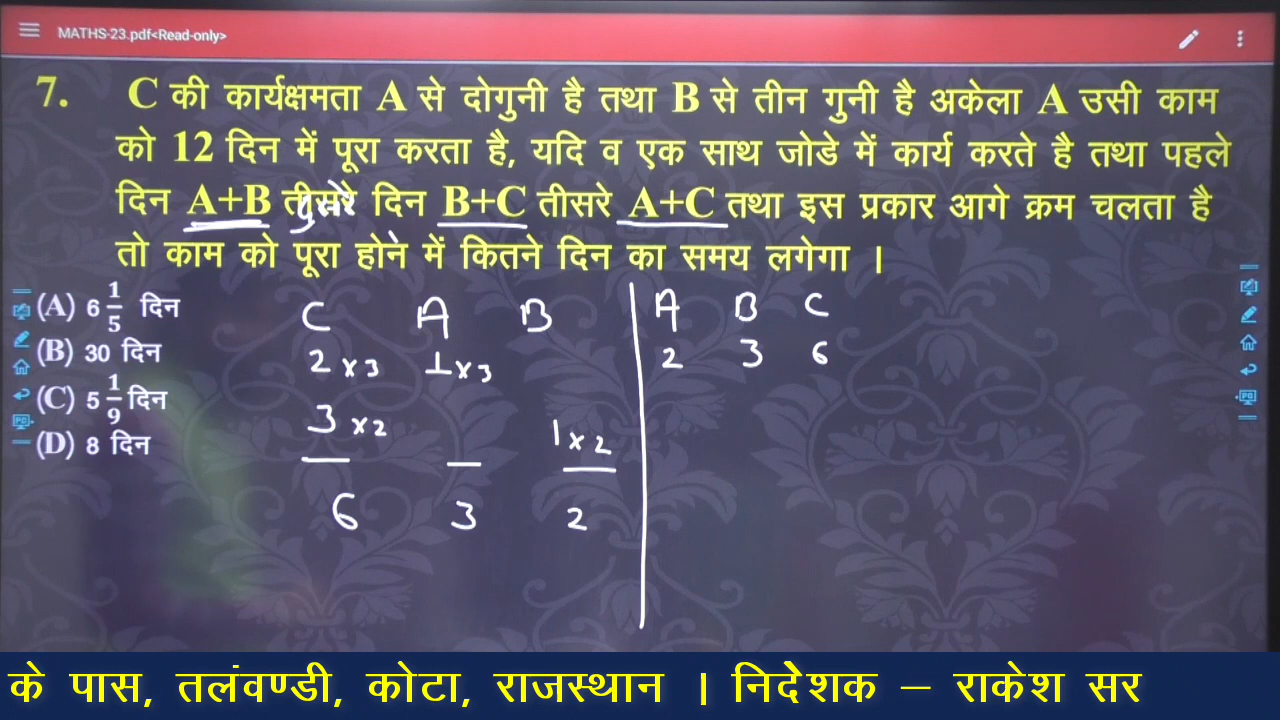 MATHS-23.pdf<Read-only>
7. C की कार्यक्षमता A से दोगुनी है तथा B से तीन गुनी है अकेला A उसी काम
को 12 दिन में पूरा करता है, यदि व एक साथ जोडे में कार्य करते है तथा पहले
दिन A+B तीसरे दिन B+C तीसरे A+C तथा इस प्रकार आगे क्रम चलता है
तो काम को पूरा होने में कितने दिन का समय लगेगा ।
(A) 6 1/5 दिन
(B) 30 दिन
(C) 5 1/9 दिन
(D) 8 दिन
C A B
2 x 3 1 x 3
3 x 2 1 x 2
6 3 2
A B C
2 3 6
के पास, तलंवण्डी, कोटा, राजस्थान । निदेेशक – राकेश सर